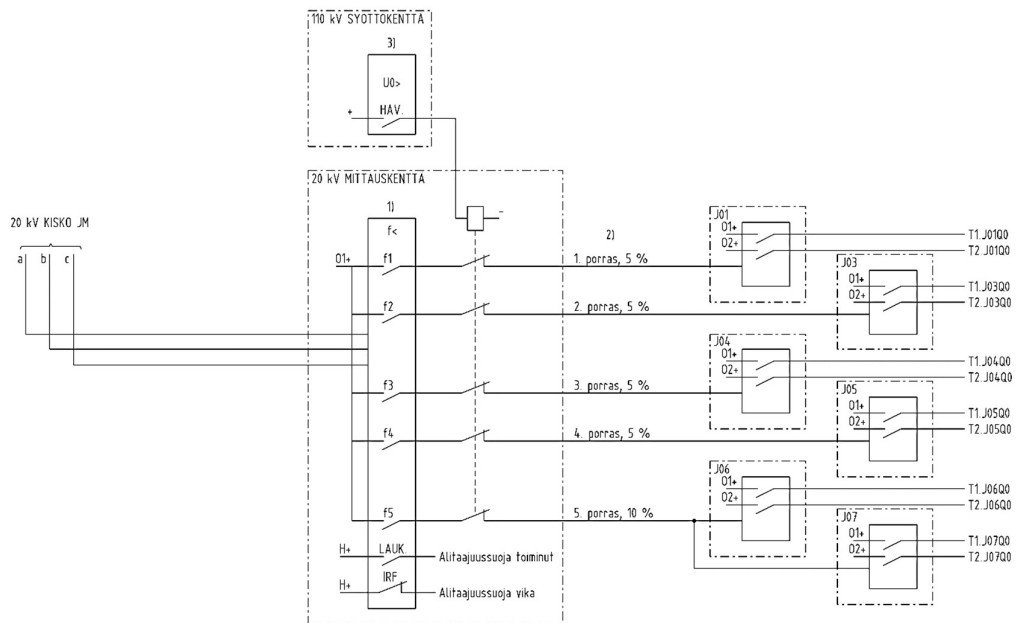 110 kV SYÖTTÖKENTTÄ
3)
U0>
HAV.
+
20 kV MITTAUSKENTTÄ
1)
f<
-
20 kV KISKO JM
a b c
2)
O1+ f1 1. porras, 5 %
J01
O1+ T1.J01Q0
O2+ T2.J01Q0
f2 2. porras, 5 %
J03
O1+ T1.J03Q0
O2+ T2.J03Q0
f3 3. porras, 5 %
J04
O1+ T1.J04Q0
O2+ T2.J04Q0
f4 4. porras, 5 %
J05
O1+ T1.J05Q0
O2+ T2.J05Q0
f5 5. porras, 10 %
J06
O1+ T1.J06Q0
O2+ T2.J06Q0
J07
O1+ T1.J07Q0
O2+ T2.J07Q0
H+ LAUK Alitaajuussuoja toiminut
H+ IRF Alitaajuussuoja vika